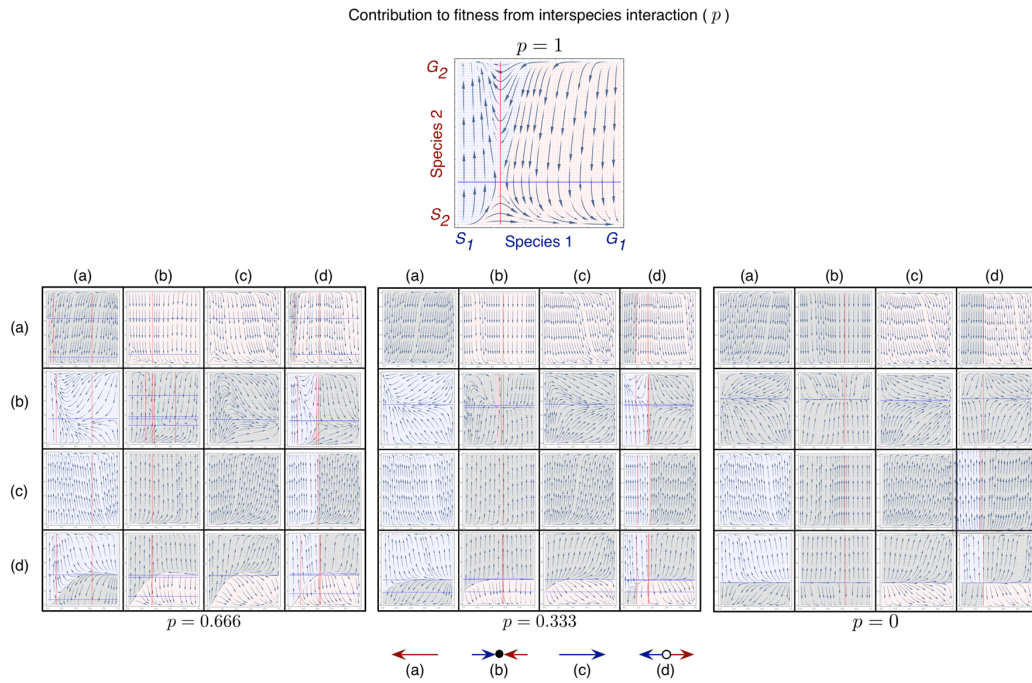 Contribution to fitness from interspecies interaction ( p )
p = 1
G2
Species 2
S2
S1 Species 1 G1
(a) (b) (c) (d) (a) (b) (c) (d) (a) (b) (c) (d)
(a)
(b)
(c)
(d)
p = 0.666 p = 0.333 p = 0
(a) (b) (c) (d)